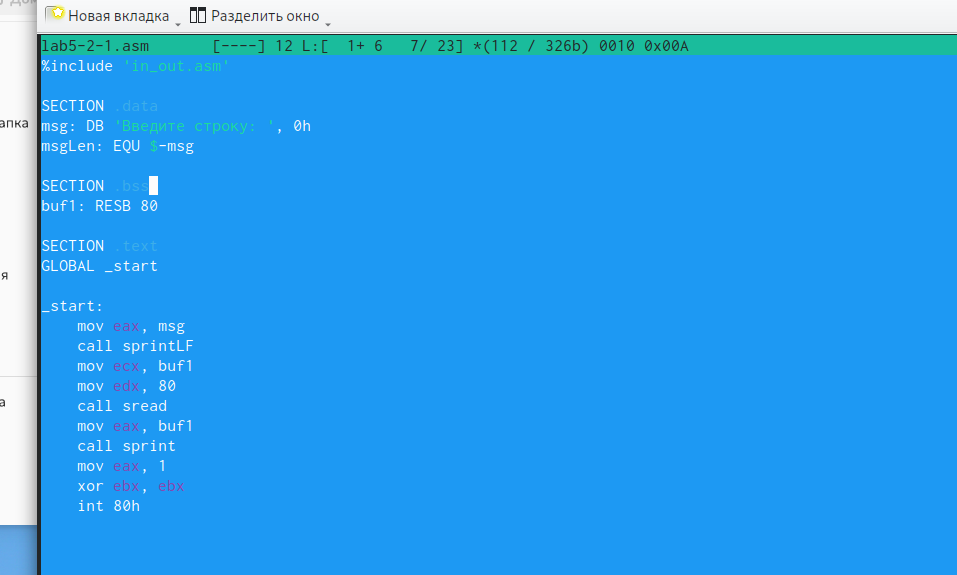 Новая вкладка Разделить окно
lab5-2-1.asm [----] 12 L:[ 1+ 6 7/ 23] *(112 / 326b) 0010 0x00A
%include 'in_out.asm'
SECTION .data
апка
msg: DB 'Введите строку: ', 0h
msgLen: EQU $-msg
SECTION .bss
buf1: RESB 80
SECTION .text
GLOBAL _start
я
_start:
mov eax, msg
call sprintLF
mov ecx, buf1
mov edx, 80
а
call sread
mov eax, buf1
call sprint
mov eax, 1
xor ebx, ebx
int 80h